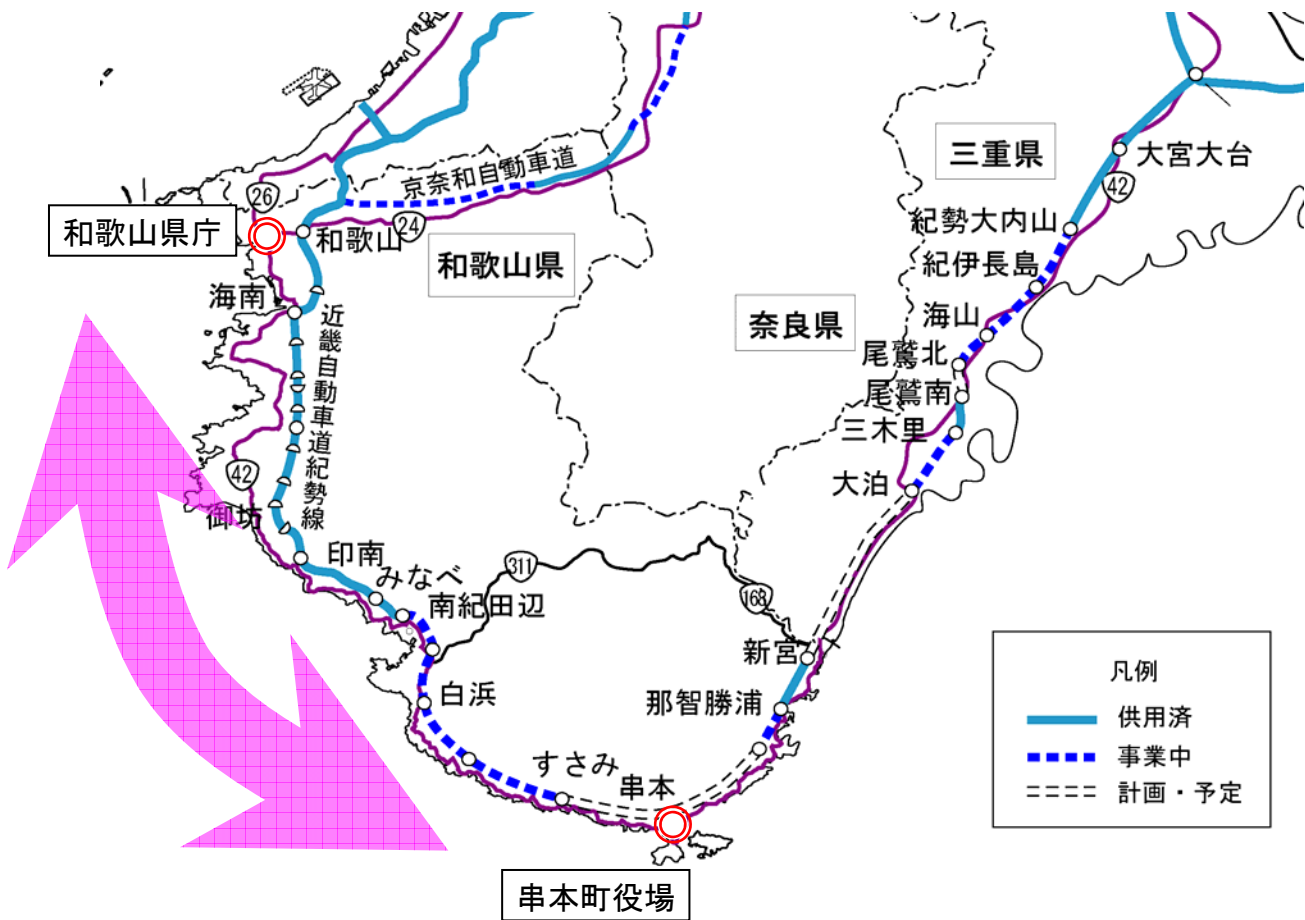 三重県
大宮大台
42
紀勢大内山
紀伊長島
海山
尾鷲北
尾鷲南
三木里
大泊
京奈和自動車道
26
24
和歌山県庁
和歌山
和歌山県
奈良県
海南
近畿自動車道紀勢線
42
御坊
印南
みなべ
南紀田辺
311
168
新宮
那智勝浦
白浜
すさみ
串本
串本町役場
凡例
供用済
事業中
計画・予定